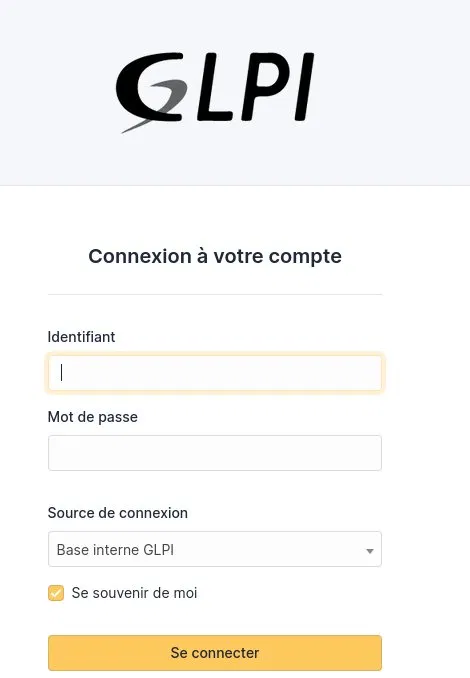 GLPI
Connexion à votre compte
Identifiant
Mot de passe
Source de connexion
Base interne GLPI
Se souvenir de moi
Se connecter